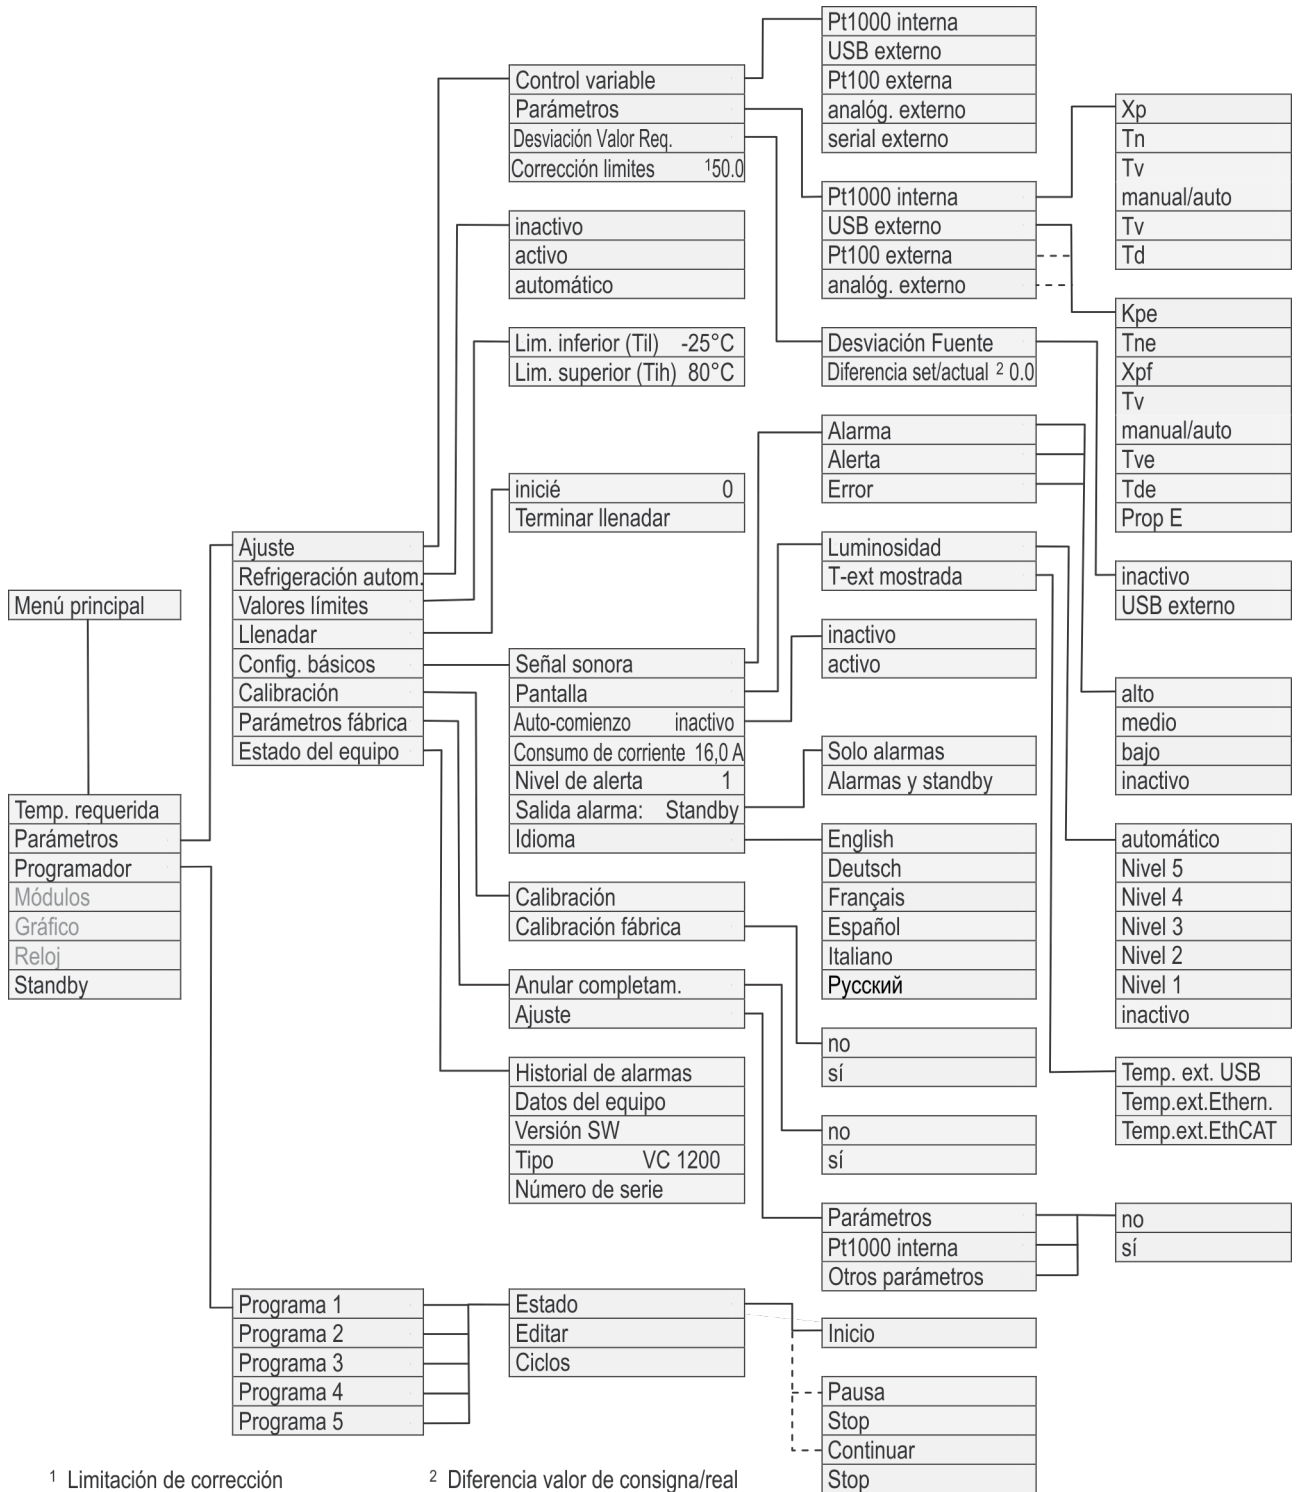 Menú principal
Temp. requerida
Parámetros
Programador
Módulos
Gráfico
Reloj
Standby
Ajuste
Refrigeración autom.
Valores límites
Llenadar
Config. básicos
Calibración
Parámetros fábrica
Estado del equipo
Programa 1
Programa 2
Programa 3
Programa 4
Programa 5
Control variable
Parámetros
Desviación Valor Req.
Corrección limites ¹50.0
inactivo
activo
automático
Lim. inferior (Til) -25°C
Lim. superior (Tih) 80°C
inicié 0
Terminar llenadar
Señal sonora
Pantalla
Auto-comienzo inactivo
Consumo de corriente 16,0 A
Nivel de alerta 1
Salida alarma: Standby
Idioma
Calibración
Calibración fábrica
Anular completam.
Ajuste
Historial de alarmas
Datos del equipo
Versión SW
Tipo VC 1200
Número de serie
Estado
Editar
Ciclos
Pt1000 interna
USB externo
Pt100 externa
analóg. externo
serial externo
Pt1000 interna
USB externo
Pt100 externa
analóg. externo
Desviación Fuente
Diferencia set/actual ² 0.0
Alarma
Alerta
Error
Luminosidad
T-ext mostrada
inactivo
activo
Solo alarmas
Alarmas y standby
English
Deutsch
Français
Español
Italiano
Русский
no
sí
no
sí
Parámetros
Pt1000 interna
Otros parámetros
Inicio
Pausa
Stop
Continuar
Stop
Xp
Tn
Tv
manual/auto
Tv
Td
Kpe
Tne
Xpf
Tv
manual/auto
Tve
Tde
Prop E
inactivo
USB externo
alto
medio
bajo
inactivo
automático
Nivel 5
Nivel 4
Nivel 3
Nivel 2
Nivel 1
inactivo
Temp. ext. USB
Temp.ext.Ethern.
Temp.ext.EthCAT
no
sí
¹ Limitación de corrección
² Diferencia valor de consigna/real